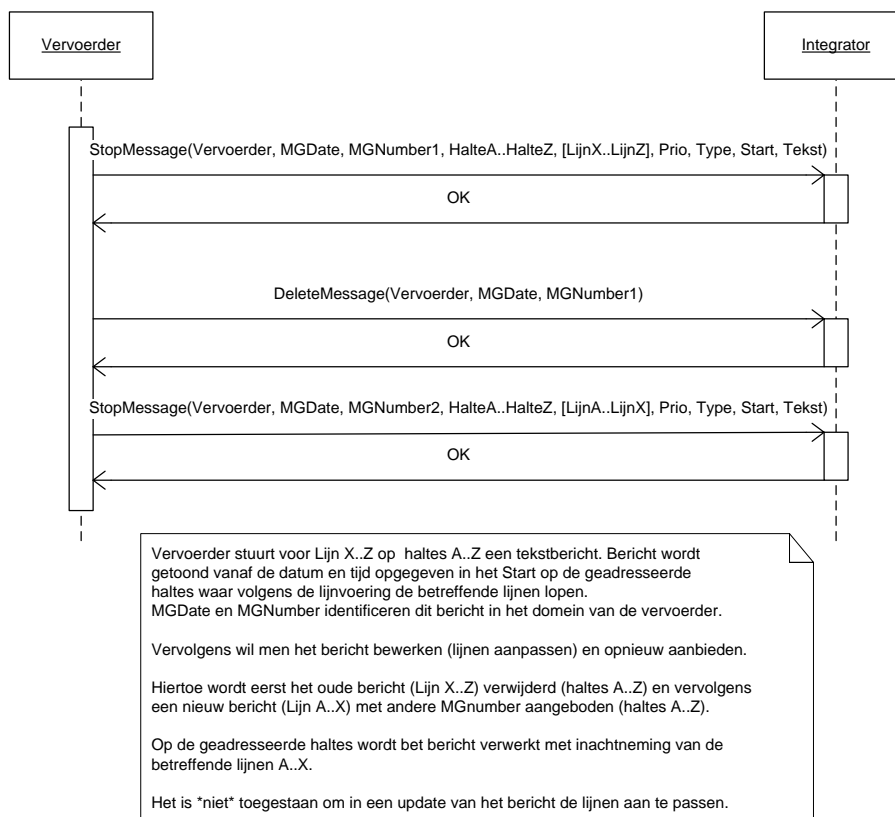 Vervoerder
Integrator
StopMessage(Vervoerder, MGDate, MGNumber1, HalteA..HalteZ, [LijnX..LijnZ], Prio, Type, Start, Tekst)
OK
DeleteMessage(Vervoerder, MGDate, MGNumber1)
OK
StopMessage(Vervoerder, MGDate, MGNumber2, HalteA..HalteZ, [LijnA..LijnX], Prio, Type, Start, Tekst)
OK
Vervoerder stuurt voor Lijn X..Z op haltes A..Z een tekstbericht. Bericht wordt
getoond vanaf de datum en tijd opgegeven in het Start op de geadresseerde
haltes waar volgens de lijnvoering de betreffende lijnen lopen.
MGDate en MGNumber identificeren dit bericht in het domein van de vervoerder.
Vervolgens wil men het bericht bewerken (lijnen aanpassen) en opnieuw aanbieden.
Hiertoe wordt eerst het oude bericht (Lijn X..Z) verwijderd (haltes A..Z) en vervolgens
een nieuw bericht (Lijn A..X) met andere MGnumber aangeboden (haltes A..Z).
Op de geadresseerde haltes wordt bet bericht verwerkt met inachtneming van de
betreffende lijnen A..X.
Het is *niet* toegestaan om in een update van het bericht de lijnen aan te passen.